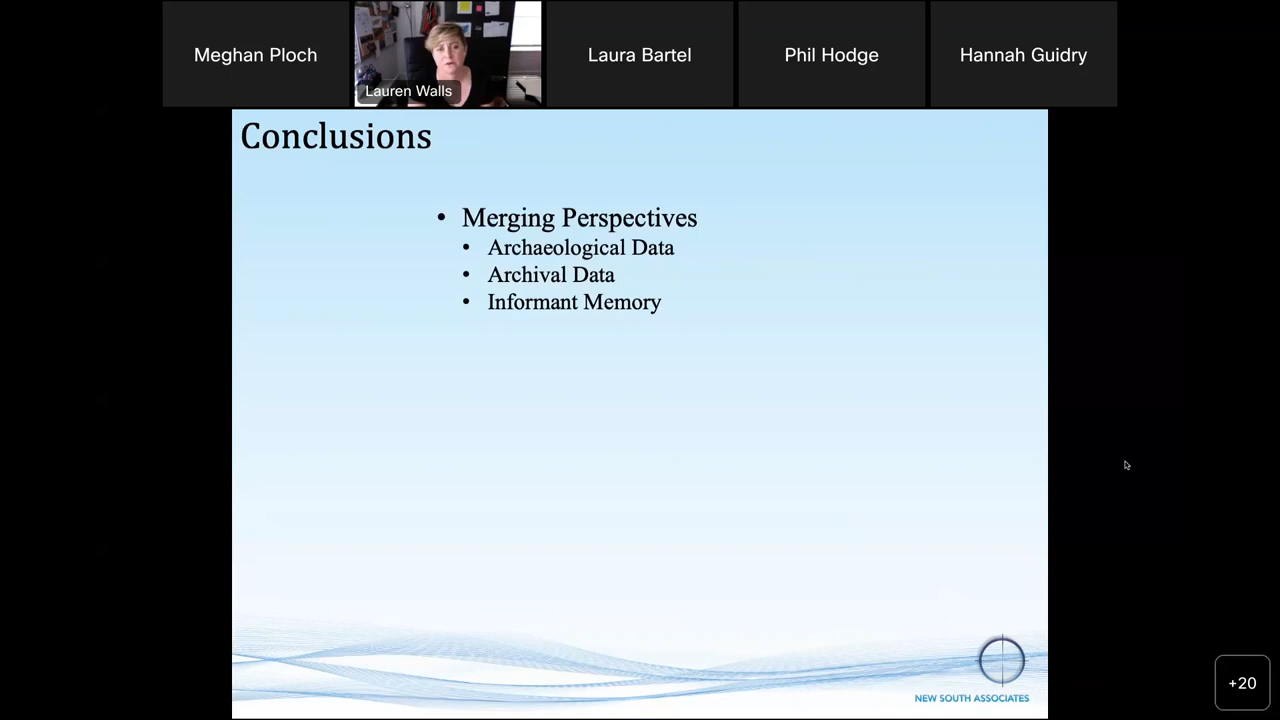 Meghan Ploch
Lauren Walls
Laura Bartel
Phil Hodge
Hannah Guidry
Conclusions
• Merging Perspectives
• Archaeological Data
• Archival Data
• Informant Memory
NEW SOUTH ASSOCIATES
+20